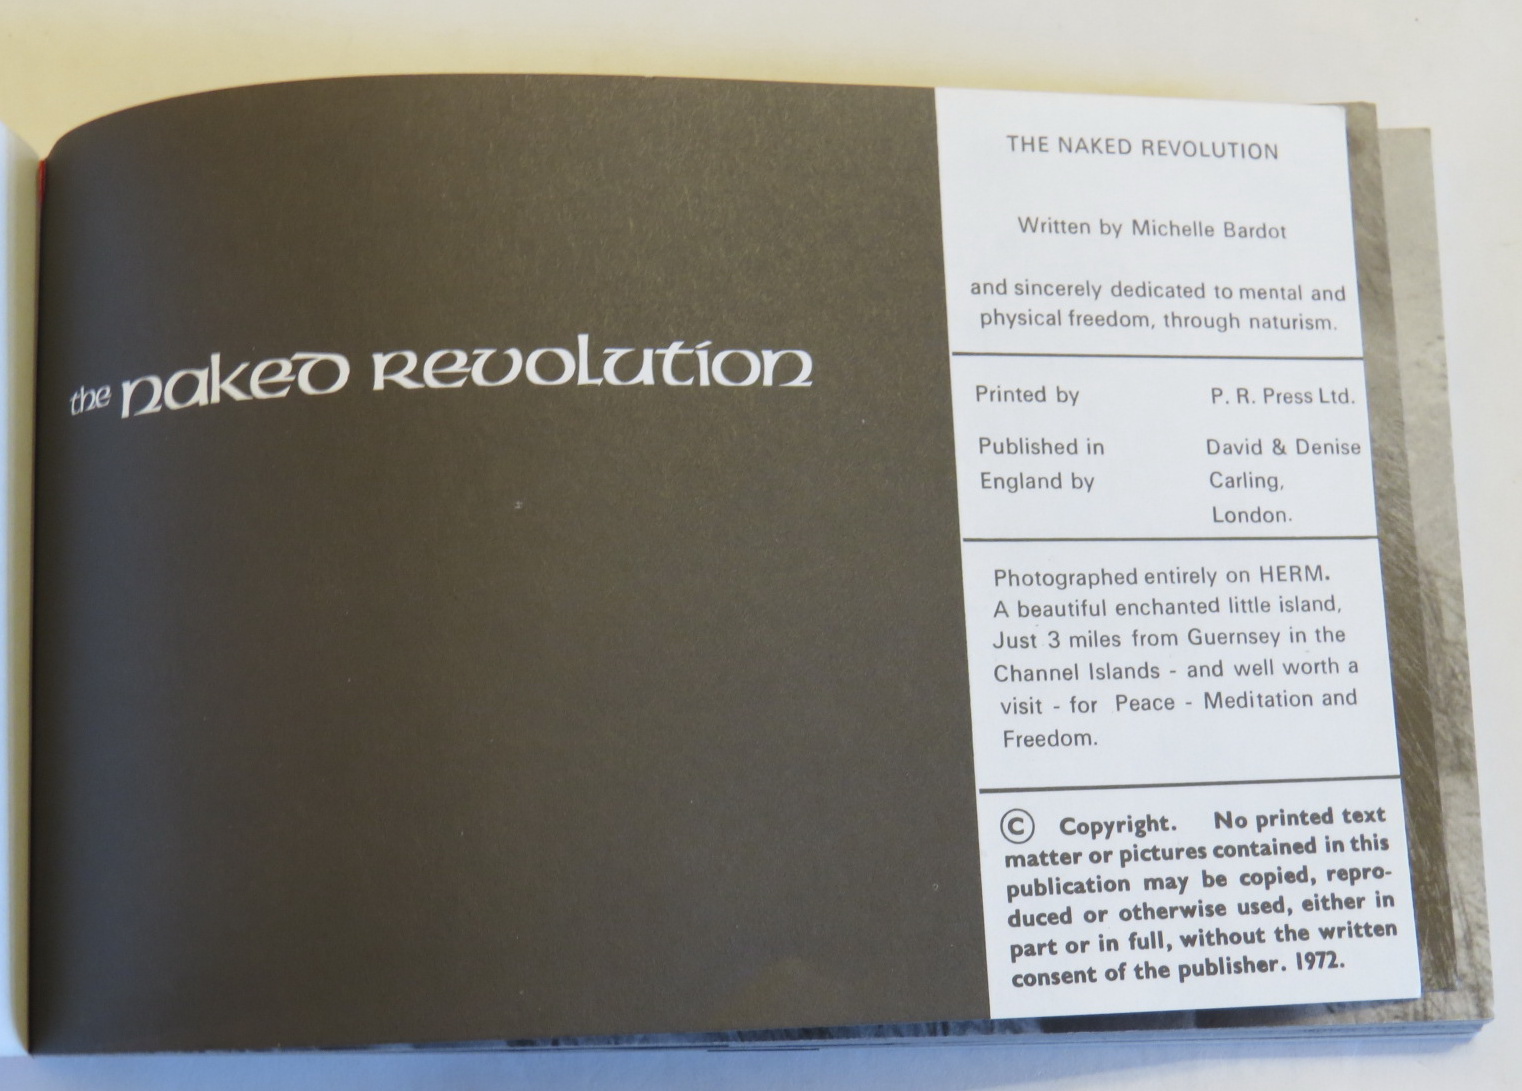 the naked Revolution
THE NAKED REVOLUTION
Written by Michelle Bardot
and sincerely dedicated to mental and
physical freedom, through naturism.
Printed by P. R. Press Ltd.
Published in David & Denise
England by Carling,
London.
Photographed entirely on HERM.
A beautiful enchanted little island,
Just 3 miles from Guernsey in the
Channel Islands - and well worth a
visit - for Peace - Meditation and
Freedom.
© Copyright. No printed text
matter or pictures contained in this
publication may be copied, repro-
duced or otherwise used, either in
part or in full, without the written
consent of the publisher. 1972.